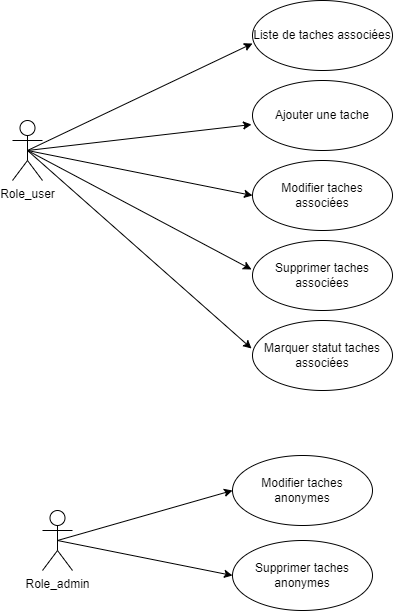 Liste de taches associées
Ajouter une tache
Role_user
Modifier taches
associées
Supprimer taches
associées
Marquer statut taches
associées
Modifier taches
anonymes
Role_admin
Supprimer taches
anonymes